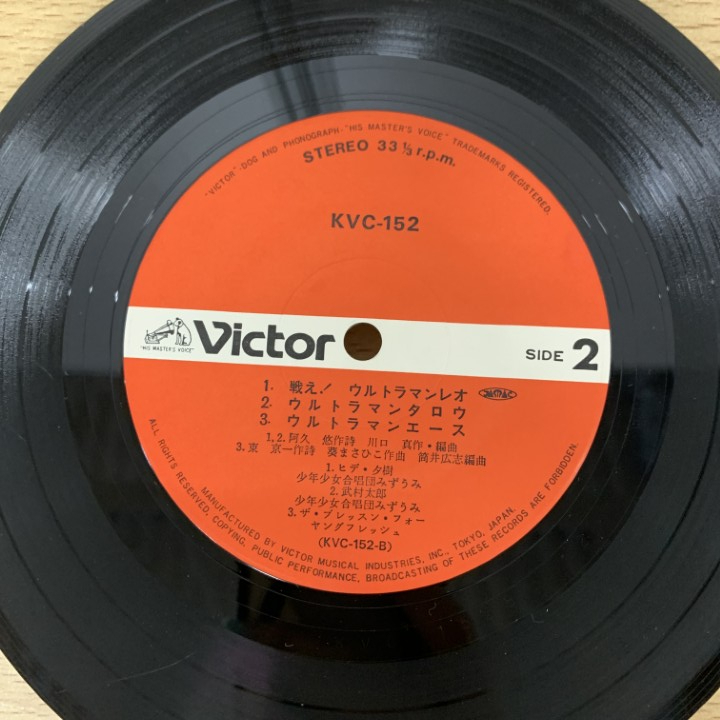 "VICTOR"-DOG AND PHONOGRAPH-"HIS MASTER'S VOICE" TRADEMARKS REGISTERED.
STEREO 33 1/3 r.p.m.
KVC-152
"HIS MASTER'S VOICE"
Victor
SIDE 2
1. 戦え! ウルトラマンレオ
2. ウルトラマンタロウ
3. ウルトラマンエース
1,2.阿久 悠作詩 川口 真作・編曲
3.東 京一作詩 葵まさひこ作曲 筒井広志編曲
1.ヒデ・夕樹
少年少女合唱団みずうみ
2.武村太郎
少年少女合唱団みずうみ
3.ザ・ブレッスン・フォー
ヤングフレッシュ
(KVC-152-B)
MANUFACTURED BY VICTOR MUSICAL INDUSTRIES, INC., TOKYO, JAPAN.
ALL RIGHTS RESERVED, COPYING, PUBLIC PERFORMANCE, BROADCASTING OF THESE RECORDS ARE FORBIDDEN.